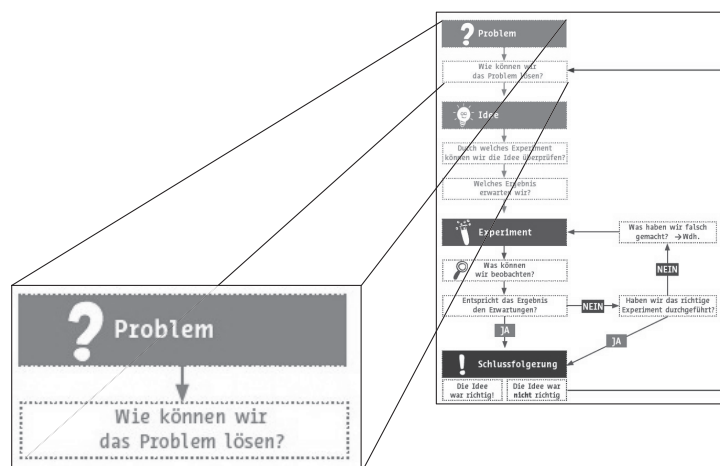 ? Problem
Wie können wir
das Problem lösen?
Idee
Durch welches Experiment
können wir die Idee überprüfen?
Welches Ergebnis
erwarten wir?
Experiment
Was können
wir beobachten?
Entspricht das Ergebnis
den Erwartungen?
NEIN
Haben wir das richtige
Experiment durchgeführt?
NEIN
Was haben wir falsch
gemacht? →Wdh.
JA
JA
! Schlussfolgerung
Die Idee
war richtig!
Die Idee war
nicht richtig
? Problem
Wie können wir
das Problem lösen?